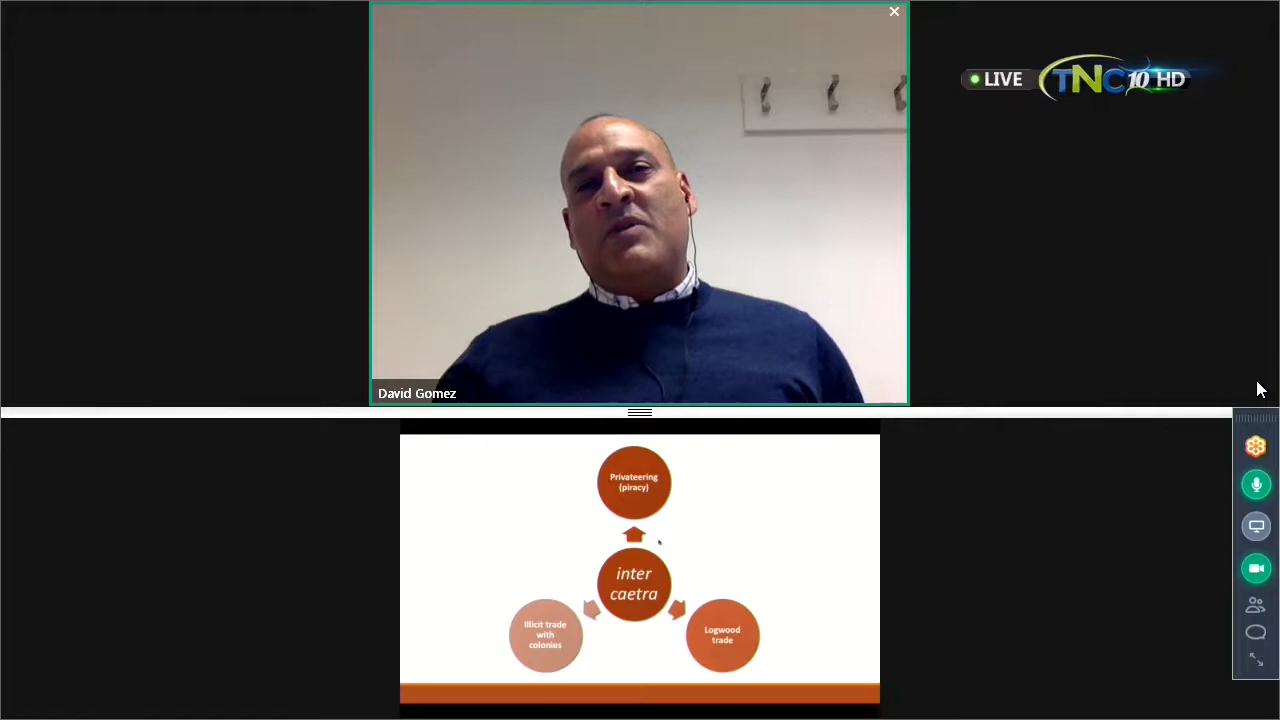 LIVE
TNC 10 HD
David Gomez
Privateering
(piracy)
inter
caetra
Illicit trade
with
colonies
Logwood
trade